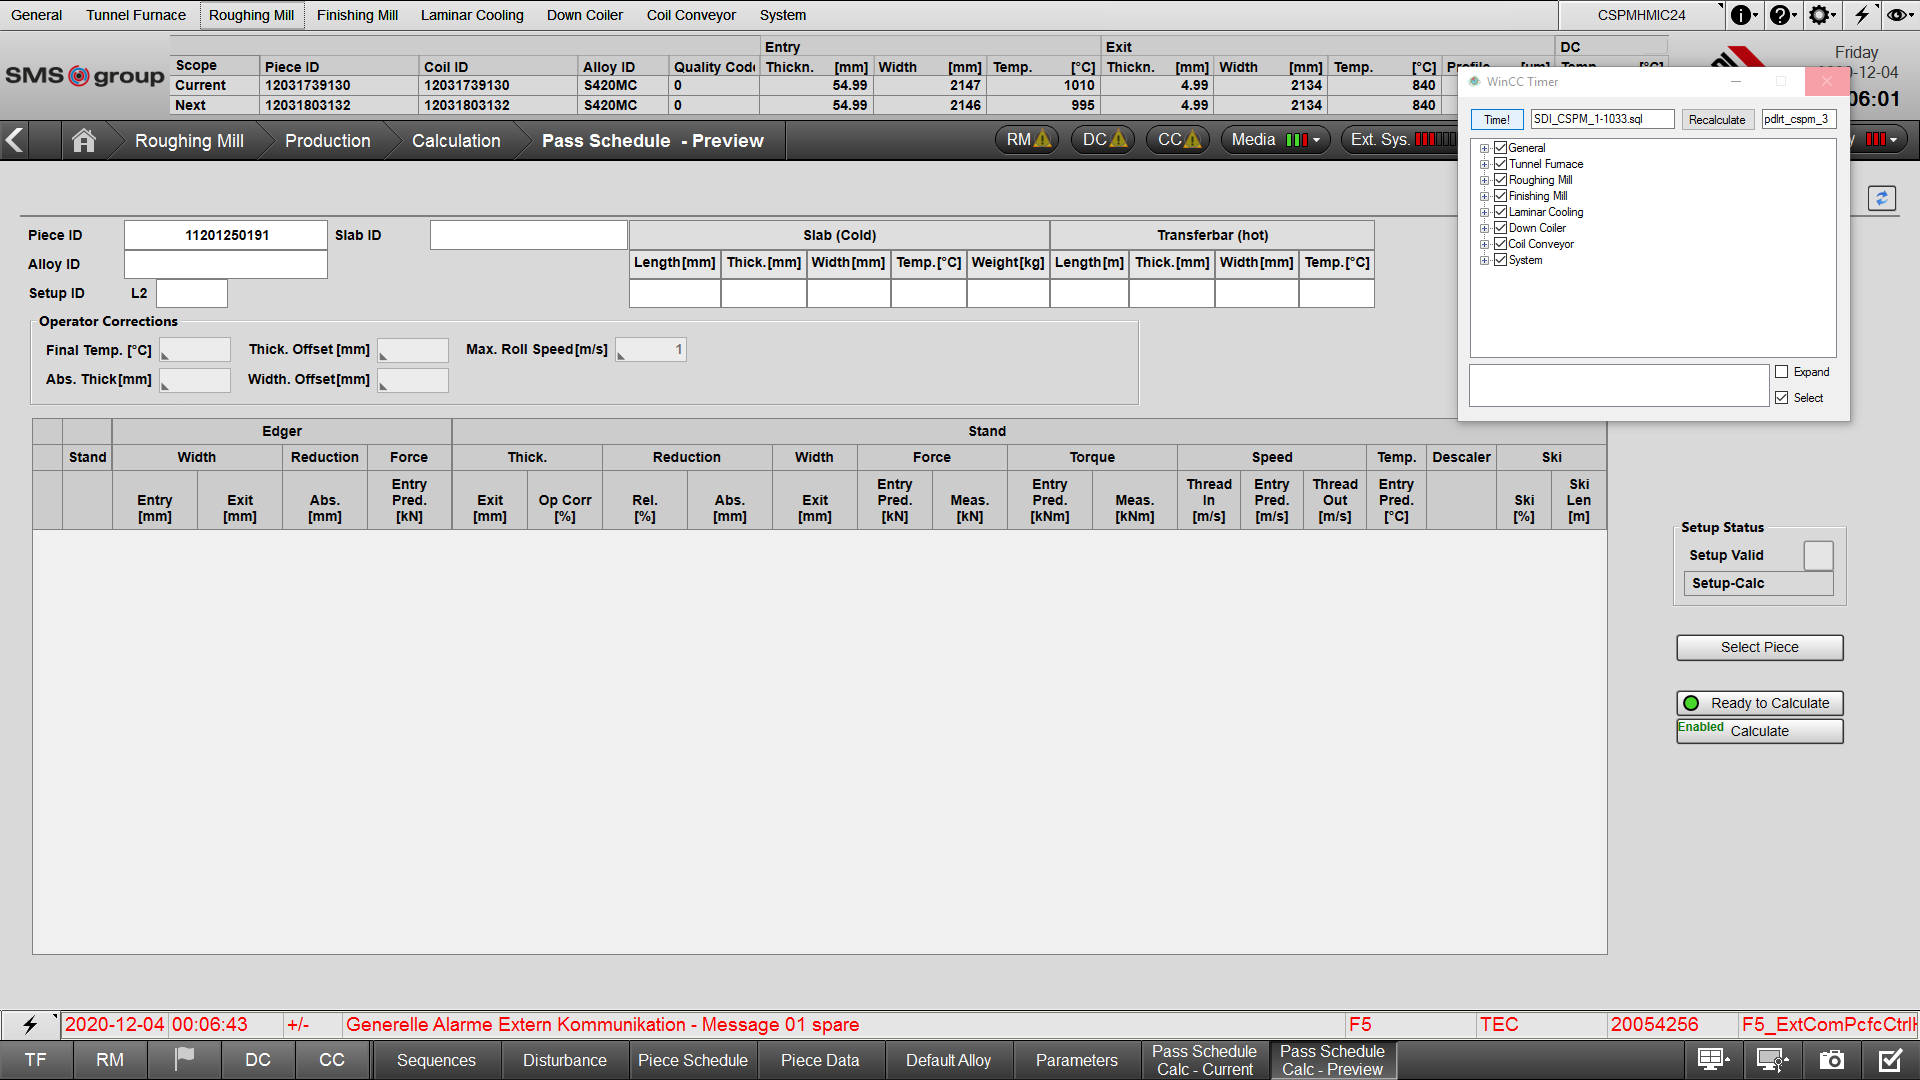 General Tunnel Furnace Roughing Mill Finishing Mill Laminar Cooling Down Coiler Coil Conveyor System CSPMHMIC24
SMS group
Entry Exit DC
Scope Piece ID Coil ID Alloy ID Quality Code Thickn. [mm] Width [mm] Temp. [°C] Thickn. [mm] Width [mm] Temp. [°C]
Current 12031739130 12031739130 S420MC 0 54.99 2147 1010 4.99 2134 840
Next 12031803132 12031803132 S420MC 0 54.99 2146 995 4.99 2134 840
Friday
-12-04
06:01
Roughing Mill Production Calculation Pass Schedule - Preview RM DC CC Media Ext. Sys.
WinCC Timer
Time! SDI_CSPM_1-1033.sql Recalculate pdlrt_cspm_3
General
Tunnel Furnace
Roughing Mill
Finishing Mill
Laminar Cooling
Down Coiler
Coil Conveyor
System
Expand
Select
Piece ID 11201250191 Slab ID
Alloy ID
Setup ID L2
Slab (Cold) Transferbar (hot)
Length[mm] Thick.[mm] Width[mm] Temp.[°C] Weight[kg] Length[m] Thick.[mm] Width[mm] Temp.[°C]
Operator Corrections
Final Temp. [°C] Thick. Offset [mm] Max. Roll Speed[m/s] 1
Abs. Thick[mm] Width. Offset[mm]
Edger Stand
Stand Width Reduction Force Thick. Reduction Width Force Torque Speed Temp. Descaler Ski
Entry [mm] Exit [mm] Abs. [mm] Entry Pred. [kN] Exit [mm] Op Corr [%] Rel. [%] Abs. [mm] Exit [mm] Entry Pred. [kN] Meas. [kN] Entry Pred. [kNm] Meas. [kNm] Thread In [m/s] Entry Pred. [m/s] Thread Out [m/s] Entry Pred. [°C] Ski [%] Ski Len [m]
Setup Status
Setup Valid
Setup-Calc
Select Piece
Ready to Calculate
Enabled Calculate
2020-12-04 00:06:43 +/- Generelle Alarme Extern Kommunikation - Message 01 spare F5 TEC 20054256 F5_ExtComPcfcCtrl
TF RM DC CC Sequences Disturbance Piece Schedule Piece Data Default Alloy Parameters Pass Schedule Calc - Current Pass Schedule Calc - Preview